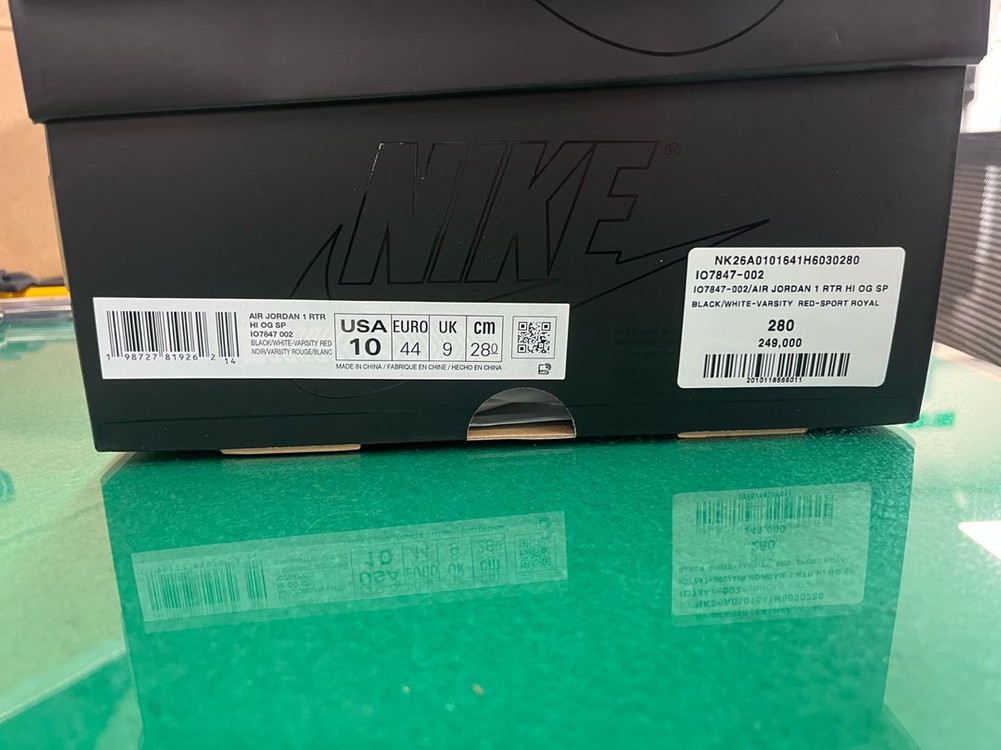 NIKE®
AIR JORDAN 1 RTR
HI OG SP
IO7847 002
BLACK/WHITE-VARSITY RED
NOIR/VARSITY ROUGE/BLANC
1 98727 81926 2 14
USA EURO UK cm
10 44 9 28.0
MADE IN CHINA / FABRIQUE EN CHINE / HECHO EN CHINA
NK26A0101641H6030280
IO7847-002
IO7847-002/AIR JORDAN 1 RTR HI OG SP
BLACK/WHITE-VARSITY RED-SPORT ROYAL
280
249,000
2010118666011